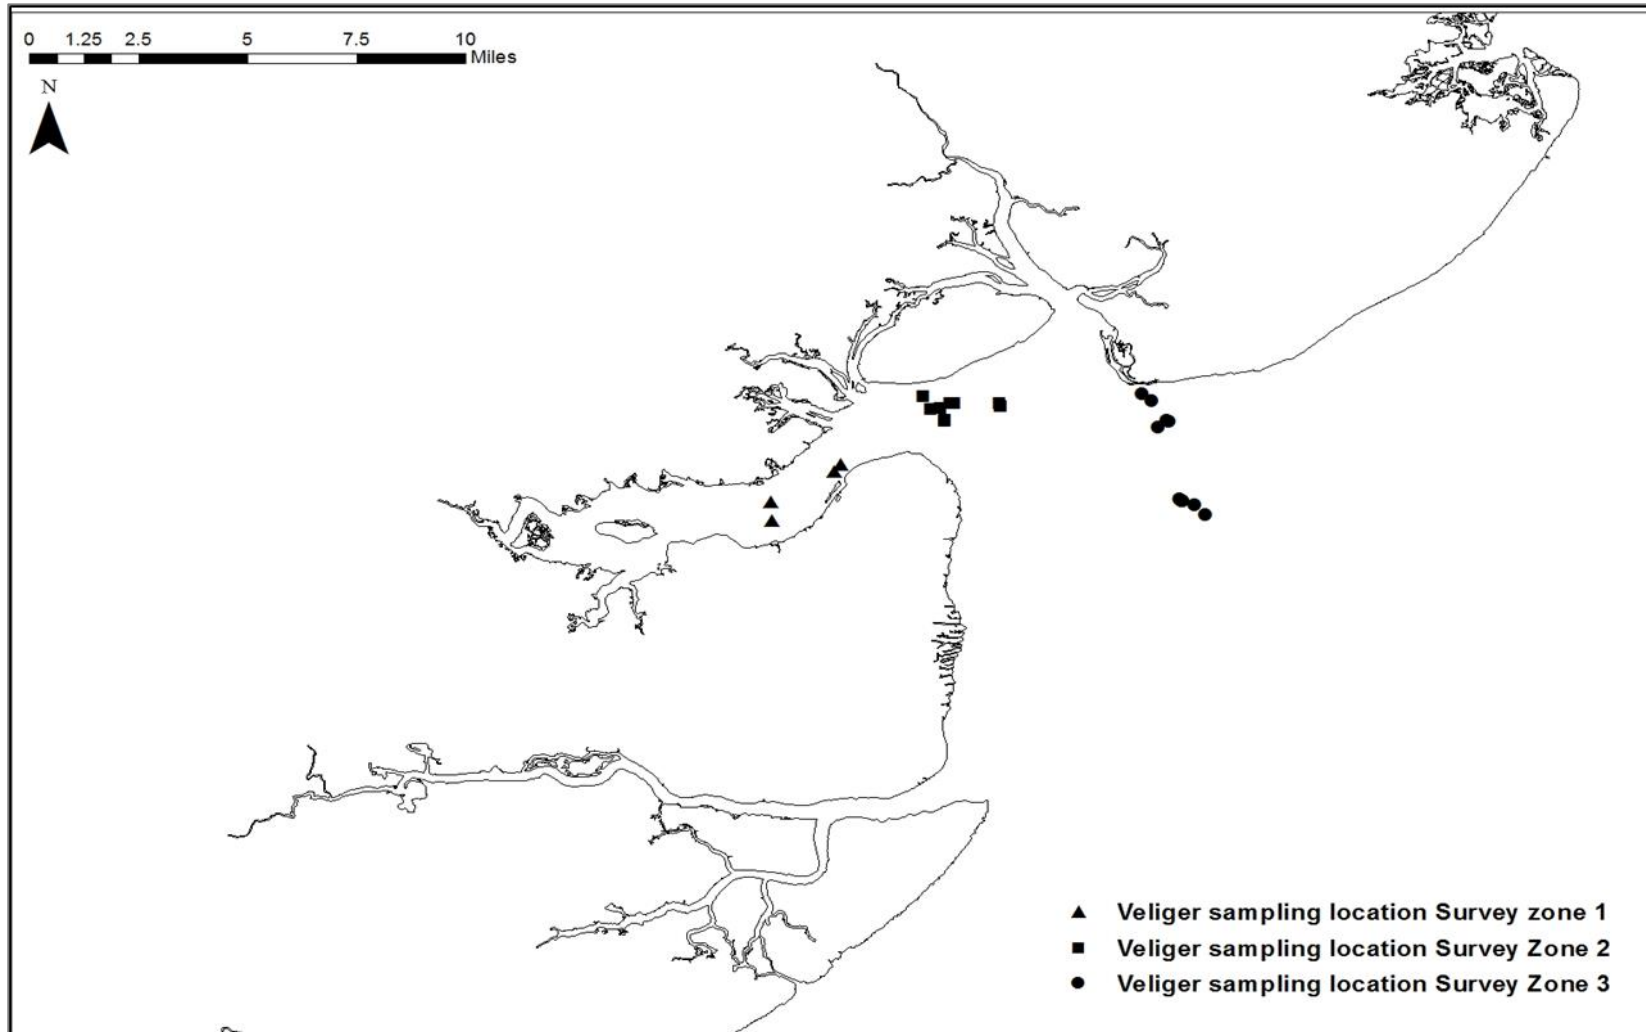 0 1.25 2.5 5 7.5 10
Miles
N
Veliger sampling location Survey zone 1
Veliger sampling location Survey Zone 2
Veliger sampling location Survey Zone 3